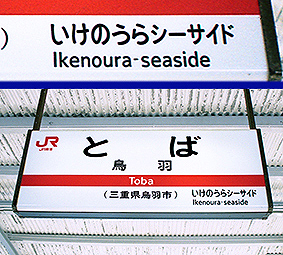 )
いけのうらシーサイド
Ikenoura-seaside
JR
とば
鳥羽
Toba
(三重県鳥羽市)
いけのうらシーサイド
Ikenoura-seaside